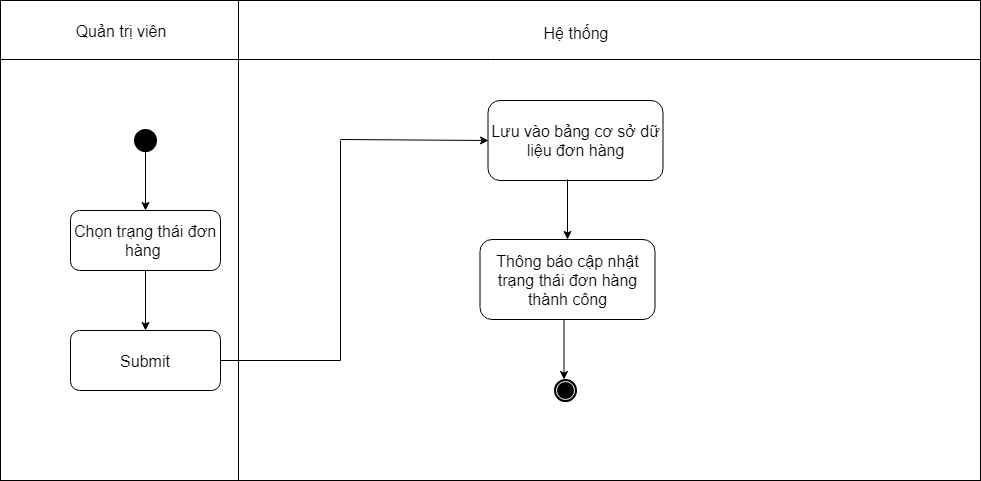 Quản trị viên
Hệ thống
Chọn trạng thái đơn
hàng
Submit
Lưu vào bảng cơ sở dữ
liệu đơn hàng
Thông báo cập nhật
trạng thái đơn hàng
thành công